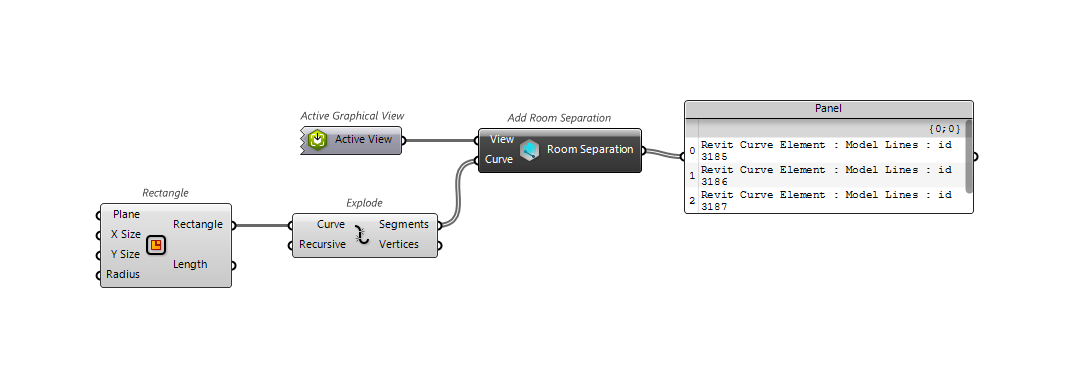 Active Graphical View
Active View
Add Room Separation
View
Curve
Room Separation
Panel
{0;0}
0 Revit Curve Element : Model Lines : id
3185
1 Revit Curve Element : Model Lines : id
3186
2 Revit Curve Element : Model Lines : id
3187
Rectangle
Plane
X Size
Y Size
Radius
Rectangle
Length
Explode
Curve
Recursive
Segments
Vertices